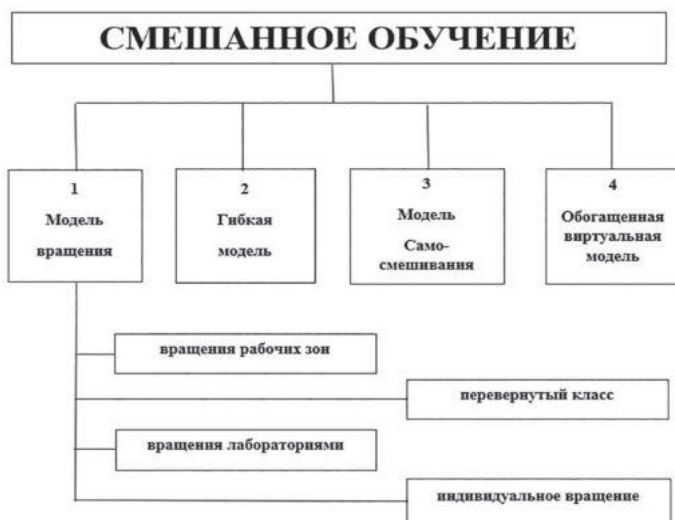 СМЕШАННОЕ ОБУЧЕНИЕ
1
Модель
вращения
2
Гибкая
модель
3
Модель
Само-
смешивания
4
Обогащенная
виртуальная
модель
вращения рабочих зон
перевернутый класс
вращения лабораториями
индивидуальное вращение